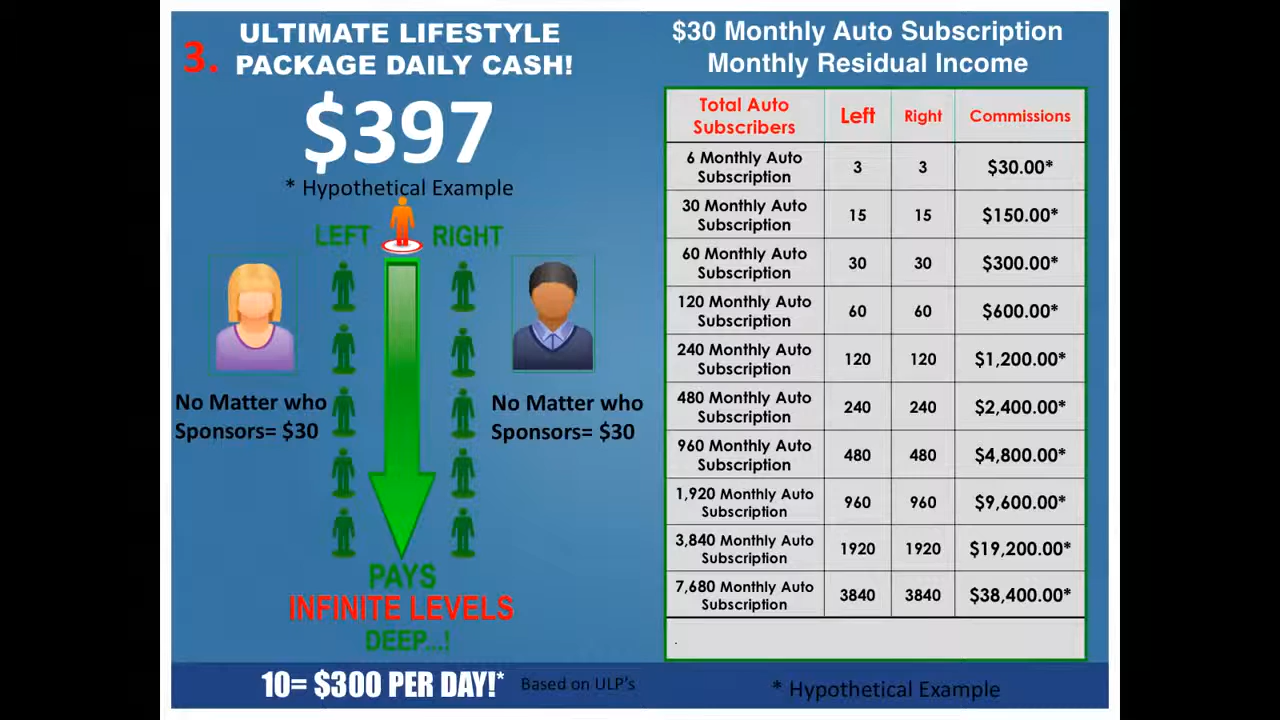 3.
ULTIMATE LIFESTYLE
PACKAGE DAILY CASH!
$397
* Hypothetical Example
LEFT
RIGHT
No Matter who
Sponsors= $30
No Matter who
Sponsors= $30
PAYS
INFINITE LEVELS
DEEP...!
10= $300 PER DAY!*
Based on ULP's
$30 Monthly Auto Subscription
Monthly Residual Income
Total Auto
Subscribers
Left
Right
Commissions
6 Monthly Auto
Subscription
3
3
$30.00*
30 Monthly Auto
Subscription
15
15
$150.00*
60 Monthly Auto
Subscription
30
30
$300.00*
120 Monthly Auto
Subscription
60
60
$600.00*
240 Monthly Auto
Subscription
120
120
$1,200.00*
480 Monthly Auto
Subscription
240
240
$2,400.00*
960 Monthly Auto
Subscription
480
480
$4,800.00*
1,920 Monthly Auto
Subscription
960
960
$9,600.00*
3,840 Monthly Auto
Subscription
1920
1920
$19,200.00*
7,680 Monthly Auto
Subscription
3840
3840
$38,400.00*
.
* Hypothetical Example